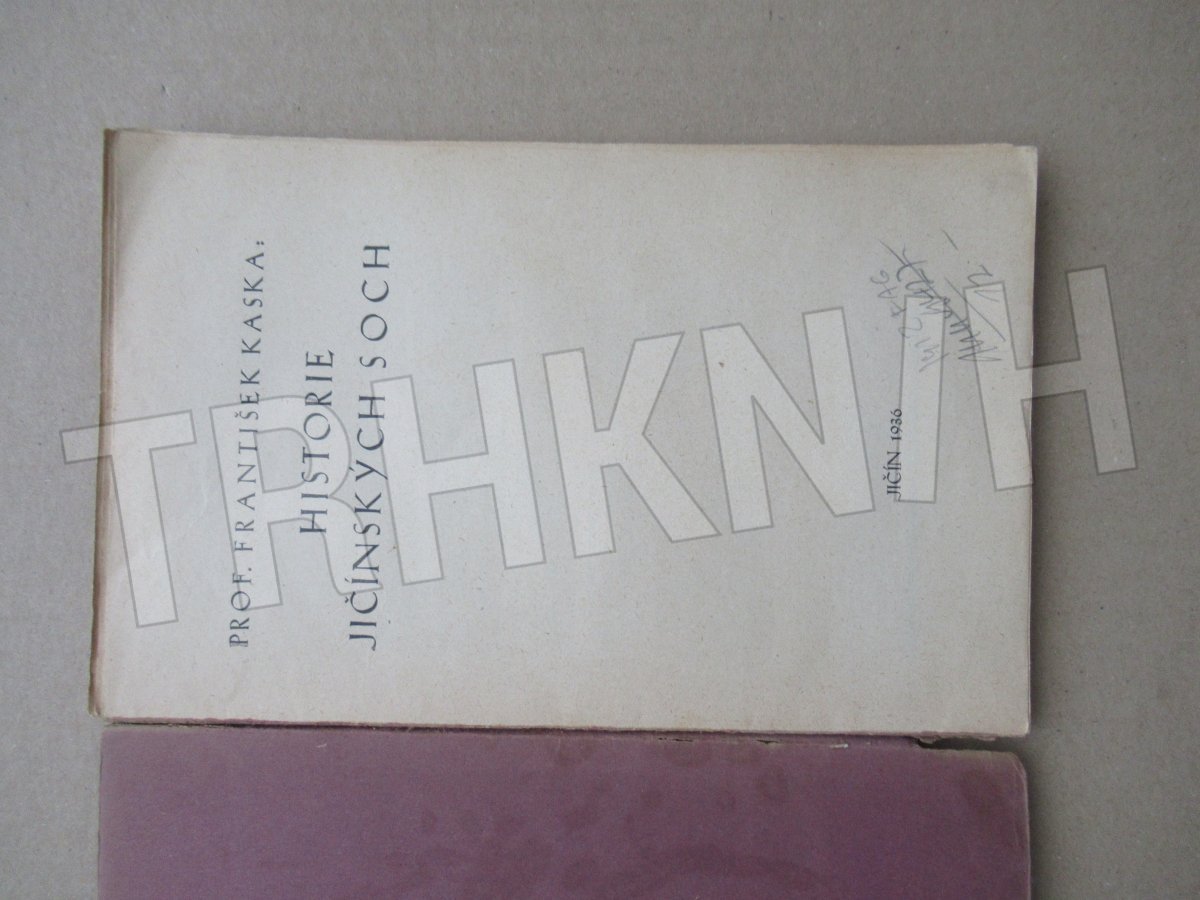 PROF. FRANTIŠEK KASKA:
HISTORIE
JIČÍNSKÝCH SOCH
JIČÍN 1936
TRHKNIH